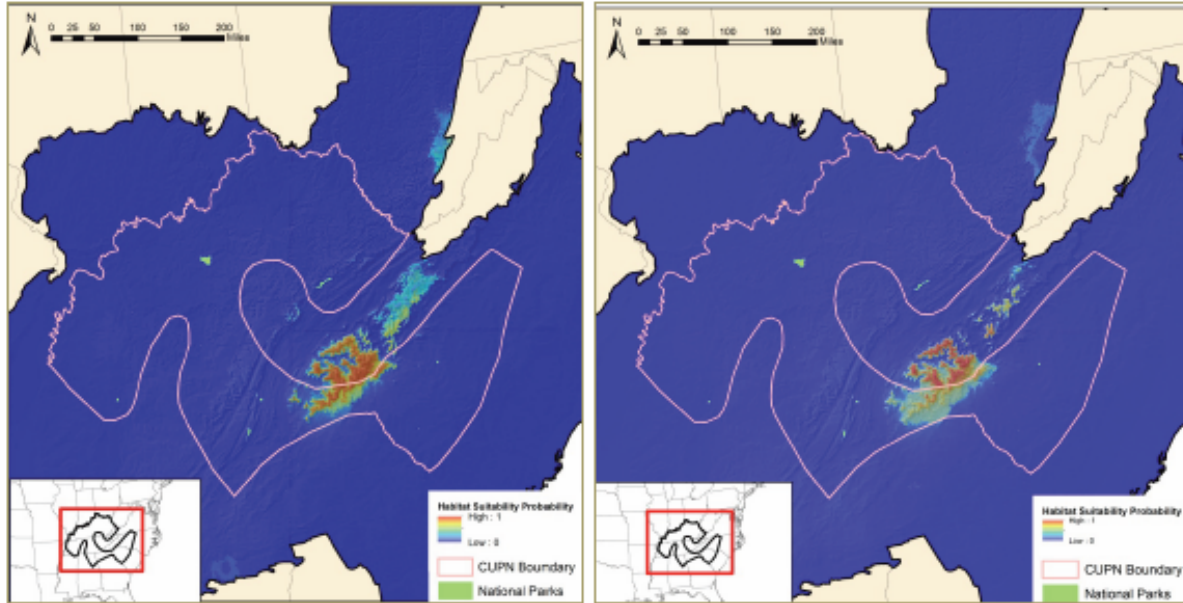 N
0 25 50 100 150 200
Miles
Habitat Suitability Probability
High : 1
Low : 0
CUPN Boundary
National Parks
N
0 25 50 100 150 200
Miles
Habitat Suitability Probability
High : 1
Low : 0
CUPN Boundary
National Parks